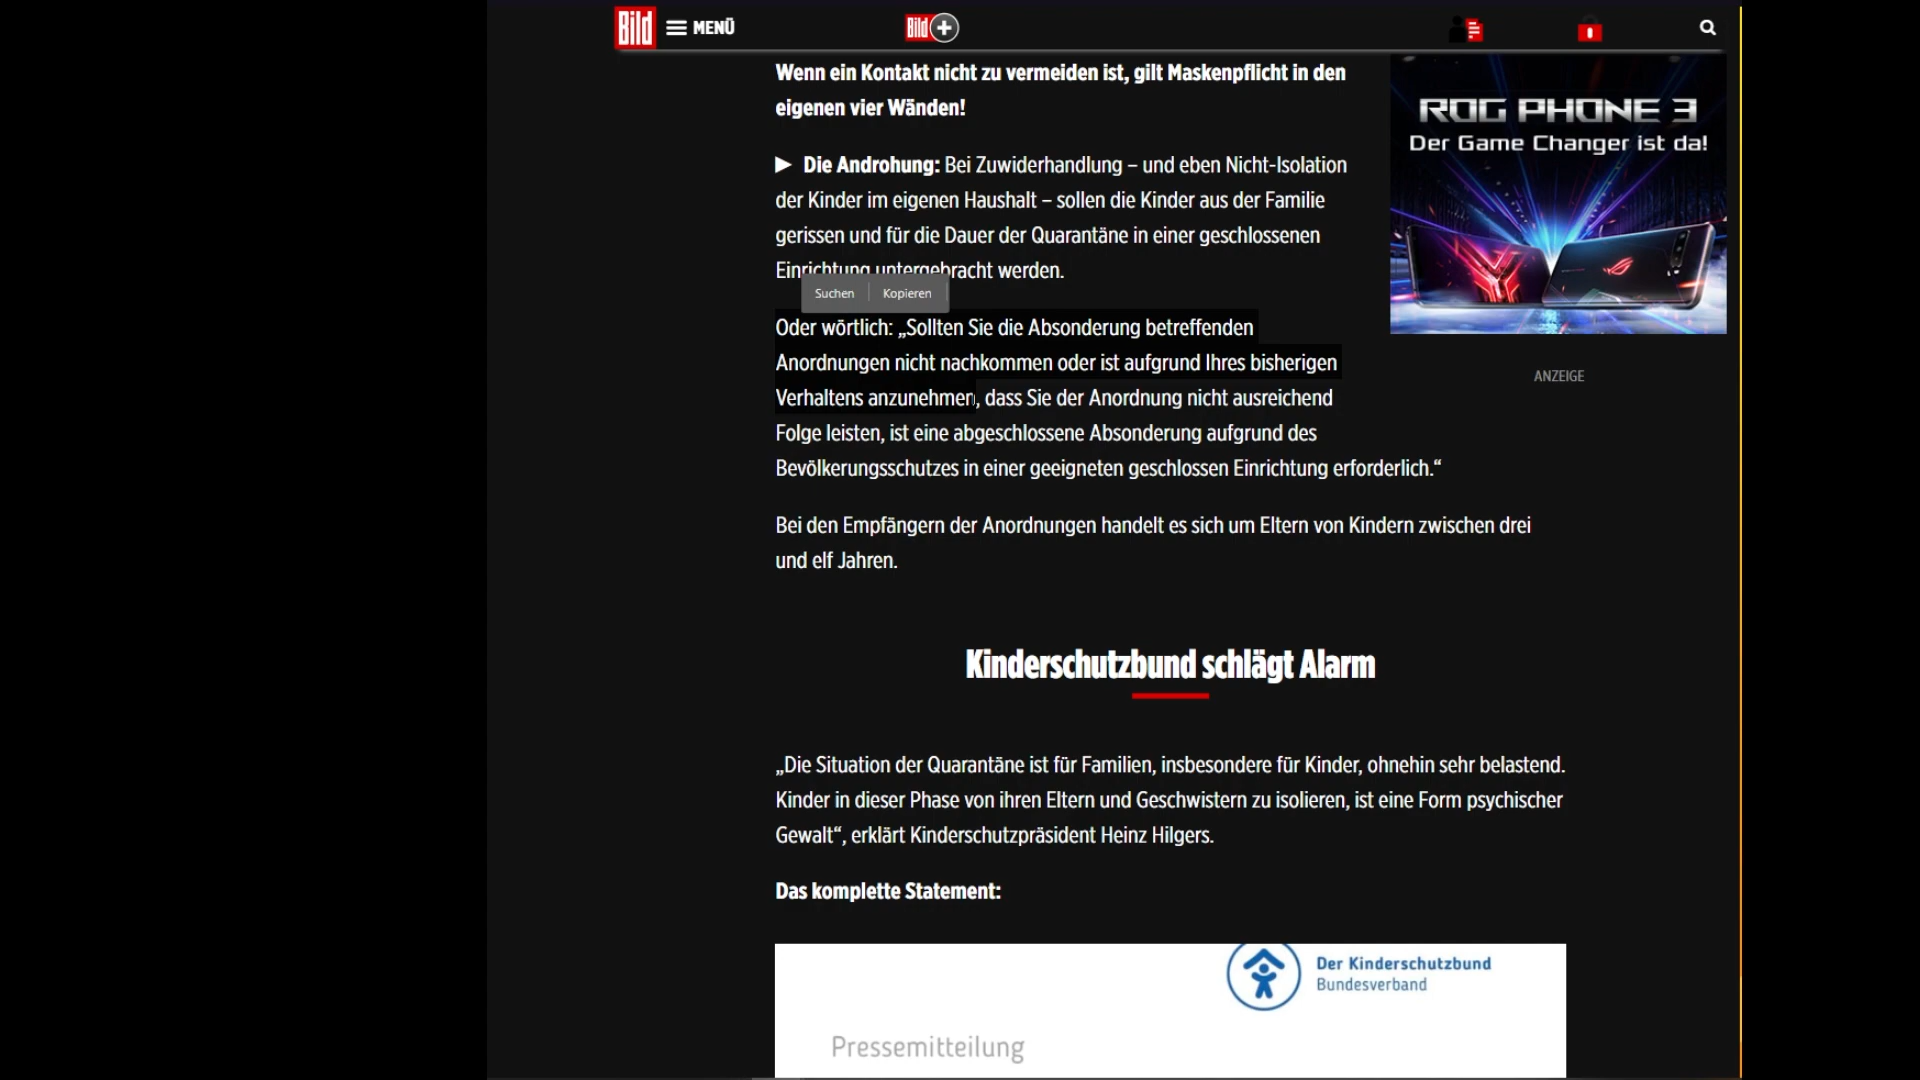 Bild MENÜ
Bild +
Wenn ein Kontakt nicht zu vermeiden ist, gilt Maskenpflicht in den
eigenen vier Wänden!
► Die Androhung: Bei Zuwiderhandlung – und eben Nicht-Isolation
der Kinder im eigenen Haushalt – sollen die Kinder aus der Familie
gerissen und für die Dauer der Quarantäne in einer geschlossenen
Einrichtung untergebracht werden.
Suchen Kopieren
Oder wörtlich: „Sollten Sie die Absonderung betreffenden
Anordnungen nicht nachkommen oder ist aufgrund Ihres bisherigen
Verhaltens anzunehmen, dass Sie der Anordnung nicht ausreichend
Folge leisten, ist eine abgeschlossene Absonderung aufgrund des
Bevölkerungsschutzes in einer geeigneten geschlossen Einrichtung erforderlich.“
Bei den Empfängern der Anordnungen handelt es sich um Eltern von Kindern zwischen drei
und elf Jahren.
ROG PHONE 3
Der Game Changer ist da!
ANZEIGE
Kinderschutzbund schlägt Alarm
„Die Situation der Quarantäne ist für Familien, insbesondere für Kinder, ohnehin sehr belastend.
Kinder in dieser Phase von ihren Eltern und Geschwistern zu isolieren, ist eine Form psychischer
Gewalt“, erklärt Kinderschutzpräsident Heinz Hilgers.
Das komplette Statement:
Der Kinderschutzbund
Bundesverband
Pressemitteilung